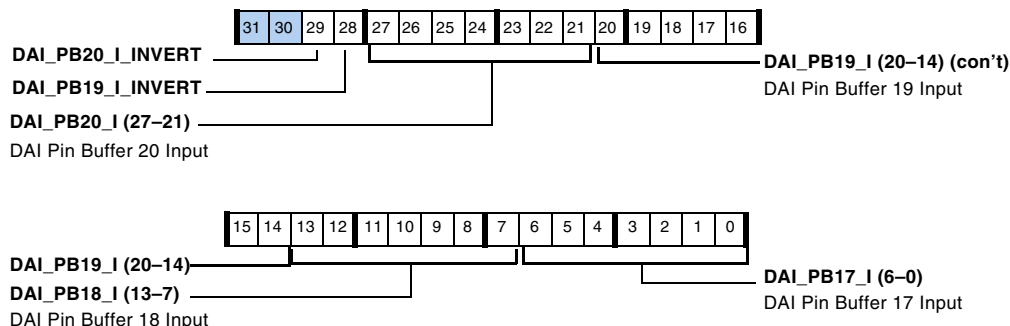 31 30 29 28 27 26 25 24 23 22 21 20 19 18 17 16
DAI_PB20_I_INVERT
DAI_PB19_I_INVERT
DAI_PB20_I (27–21)
DAI Pin Buffer 20 Input
DAI_PB19_I (20–14) (con't)
DAI Pin Buffer 19 Input
15 14 13 12 11 10 9 8 7 6 5 4 3 2 1 0
DAI_PB19_I (20–14)
DAI_PB18_I (13–7)
DAI Pin Buffer 18 Input
DAI_PB17_I (6–0)
DAI Pin Buffer 17 Input